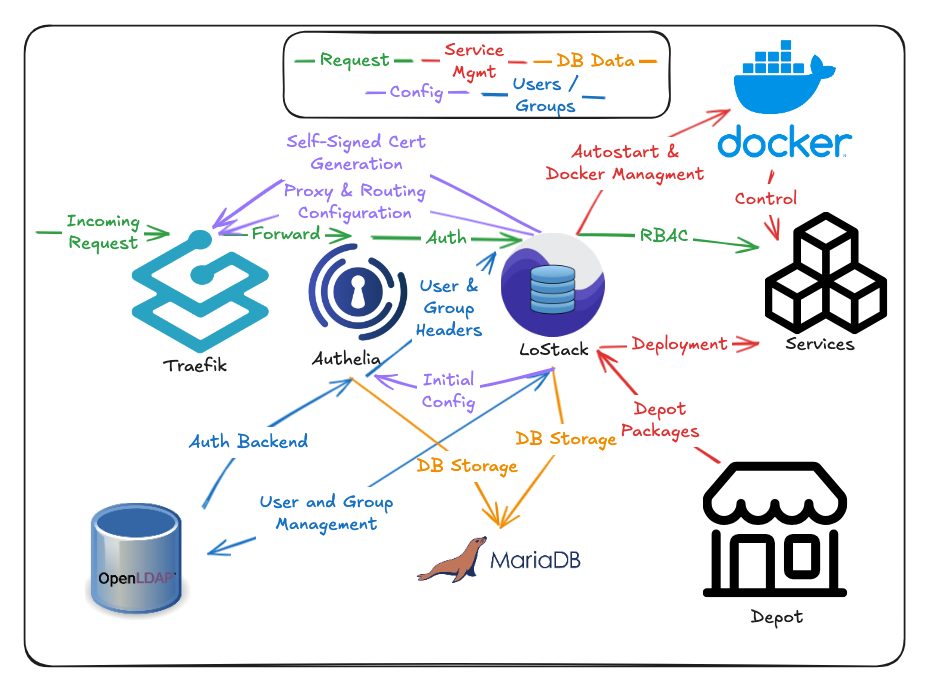 Request
Service
Mgmt
DB Data
Config
Users /
Groups
docker
Self-Signed Cert
Generation
Autostart &
Docker Managment
Proxy & Routing
Configuration
Control
Incoming
Request
Forward
Auth
RBAC
User &
Group
Headers
Traefik
Authelia
LoStack
Deployment
Services
Initial
Config
Depot
Packages
Auth Backend
DB Storage
DB Storage
User and Group
Management
OpenLDAP
MariaDB
Depot